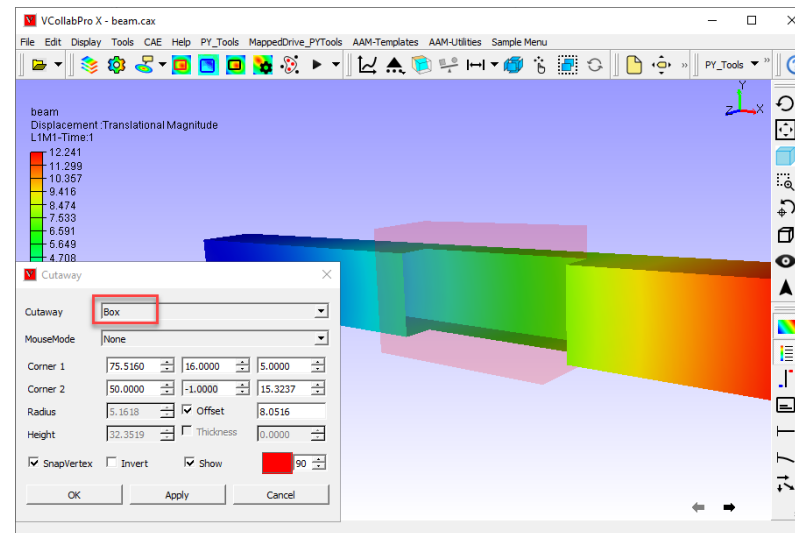 VCollabPro X - beam.cax
File Edit Display Tools CAE Help PY_Tools MappedDrive_PYTools AAM-Templates AAM-Utilities Sample Menu
PY_Tools
Y
Z X
beam
Displacement :Translational Magnitude
L1M1-Time:1
12.241
11.299
10.357
9.416
8.474
7.533
6.591
5.649
4.708
Cutaway
Cutaway Box
MouseMode None
Corner 1 75.5160 16.0000 5.0000
Corner 2 50.0000 -1.0000 15.3237
Radius 5.1618 Offset 8.0516
Height 32.3519 Thickness 0.0000
SnapVertex Invert Show 90
OK Apply Cancel